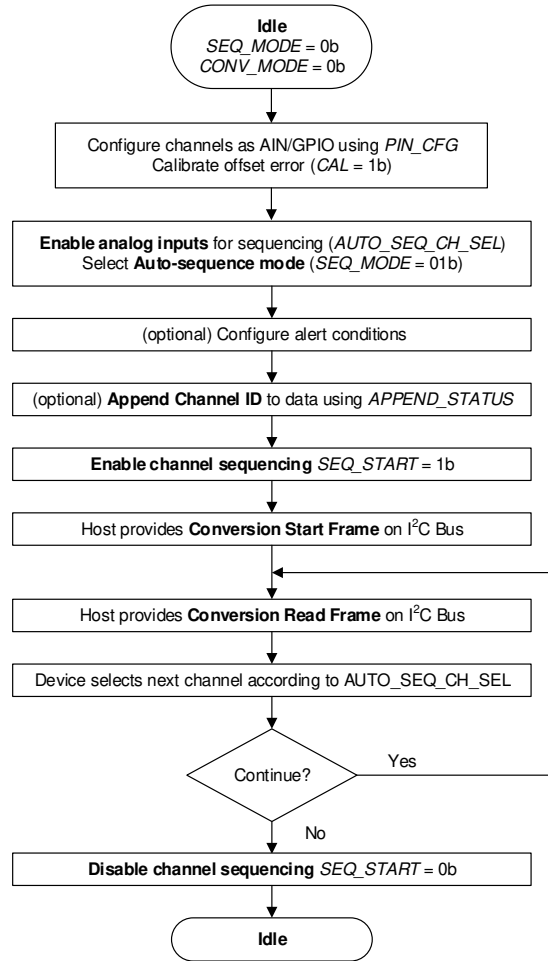 Idle
SEQ_MODE = 0b
CONV_MODE = 0b
Configure channels as AIN/GPIO using PIN_CFG
Calibrate offset error (CAL = 1b)
Enable analog inputs for sequencing (AUTO_SEQ_CH_SEL)
Select Auto-sequence mode (SEQ_MODE = 01b)
(optional) Configure alert conditions
(optional) Append Channel ID to data using APPEND_STATUS
Enable channel sequencing SEQ_START = 1b
Host provides Conversion Start Frame on I²C Bus
Host provides Conversion Read Frame on I²C Bus
Device selects next channel according to AUTO_SEQ_CH_SEL
Continue?
Yes
No
Disable channel sequencing SEQ_START = 0b
Idle